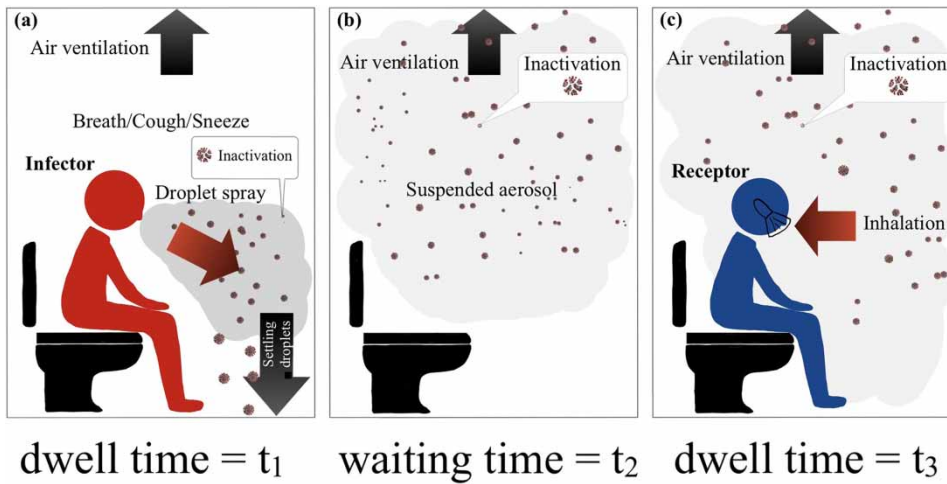 (a)
Air ventilation
Breath/Cough/Sneeze
Inactivation
Infector
Droplet spray
Settling
droplets
dwell time = t₁
(b)
Air ventilation
Inactivation
Suspended aerosol
waiting time = t₂
(c)
Air ventilation
Inactivation
Receptor
Inhalation
dwell time = t₃